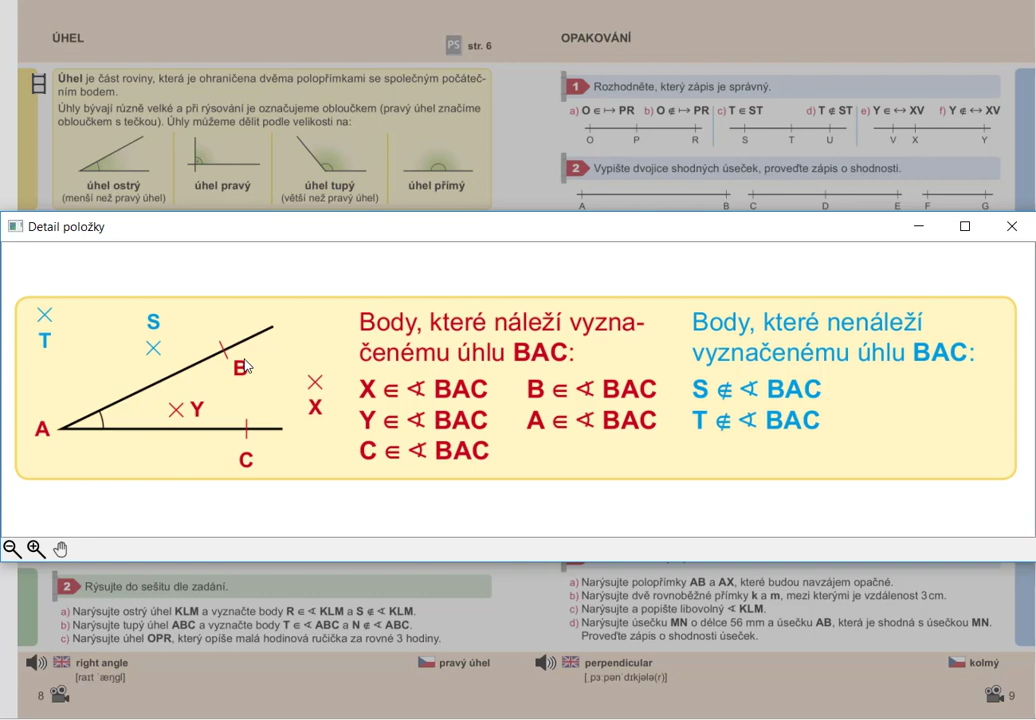 ÚHEL
PS str. 6
Úhel je část roviny, která je ohraničena dvěma polopřímkami se společným počáteč-
ním bodem.
Úhly bývají různě velké a při rýsování je označujeme obloučkem (pravý úhel značíme
obloučkem s tečkou). Úhly můžeme dělit podle velikosti na:
úhel ostrý úhel pravý úhel tupý úhel přímý
(menší než pravý úhel) (větší než pravý úhel)
OPAKOVÁNÍ
1 Rozhodněte, který zápis je správný.
a) O ∈ ↦ PR b) O ∉ ↦ PR c) T ∈ ST d) T ∉ ST e) Y ∈ ↔ XV f) Y ∉ ↔ XV
O P R S T U V X Y
2 Vypište dvojice shodných úseček, proveďte zápis o shodnosti.
A B C D E F G
Detail položky
T
S
B
A
Y
X
C
Body, které náleží vyzna-
čenému úhlu BAC:
X ∈ ∢ BAC B ∈ ∢ BAC
Y ∈ ∢ BAC A ∈ ∢ BAC
C ∈ ∢ BAC
Body, které nenáleží
vyznačenému úhlu BAC:
S ∉ ∢ BAC
T ∉ ∢ BAC
2 Rýsujte do sešitu dle zadání.
a) Narýsujte ostrý úhel KLM a vyznačte body R ∈ ∢ KLM a S ∉ ∢ KLM.
b) Narýsujte tupý úhel ABC a vyznačte body T ∈ ∢ ABC a N ∉ ∢ ABC.
c) Narýsujte úhel OPR, který opíše malá hodinová ručička za rovné 3 hodiny.
a) Narýsujte polopřímky AB a AX, které budou navzájem opačné.
b) Narýsujte dvě rovnoběžné přímky k a m, mezi kterými je vzdálenost 3 cm.
c) Narýsujte a popište libovolný ∢ KLM.
d) Narýsujte úsečku MN o délce 56 mm a úsečku AB, která je shodná s úsečkou MN.
Proveďte zápis o shodnosti úseček.
right angle pravý úhel
[raɪt ˈæŋgl]
8
perpendicular kolmý
[ˌpɜːpənˈdɪkjələ(r)]
9